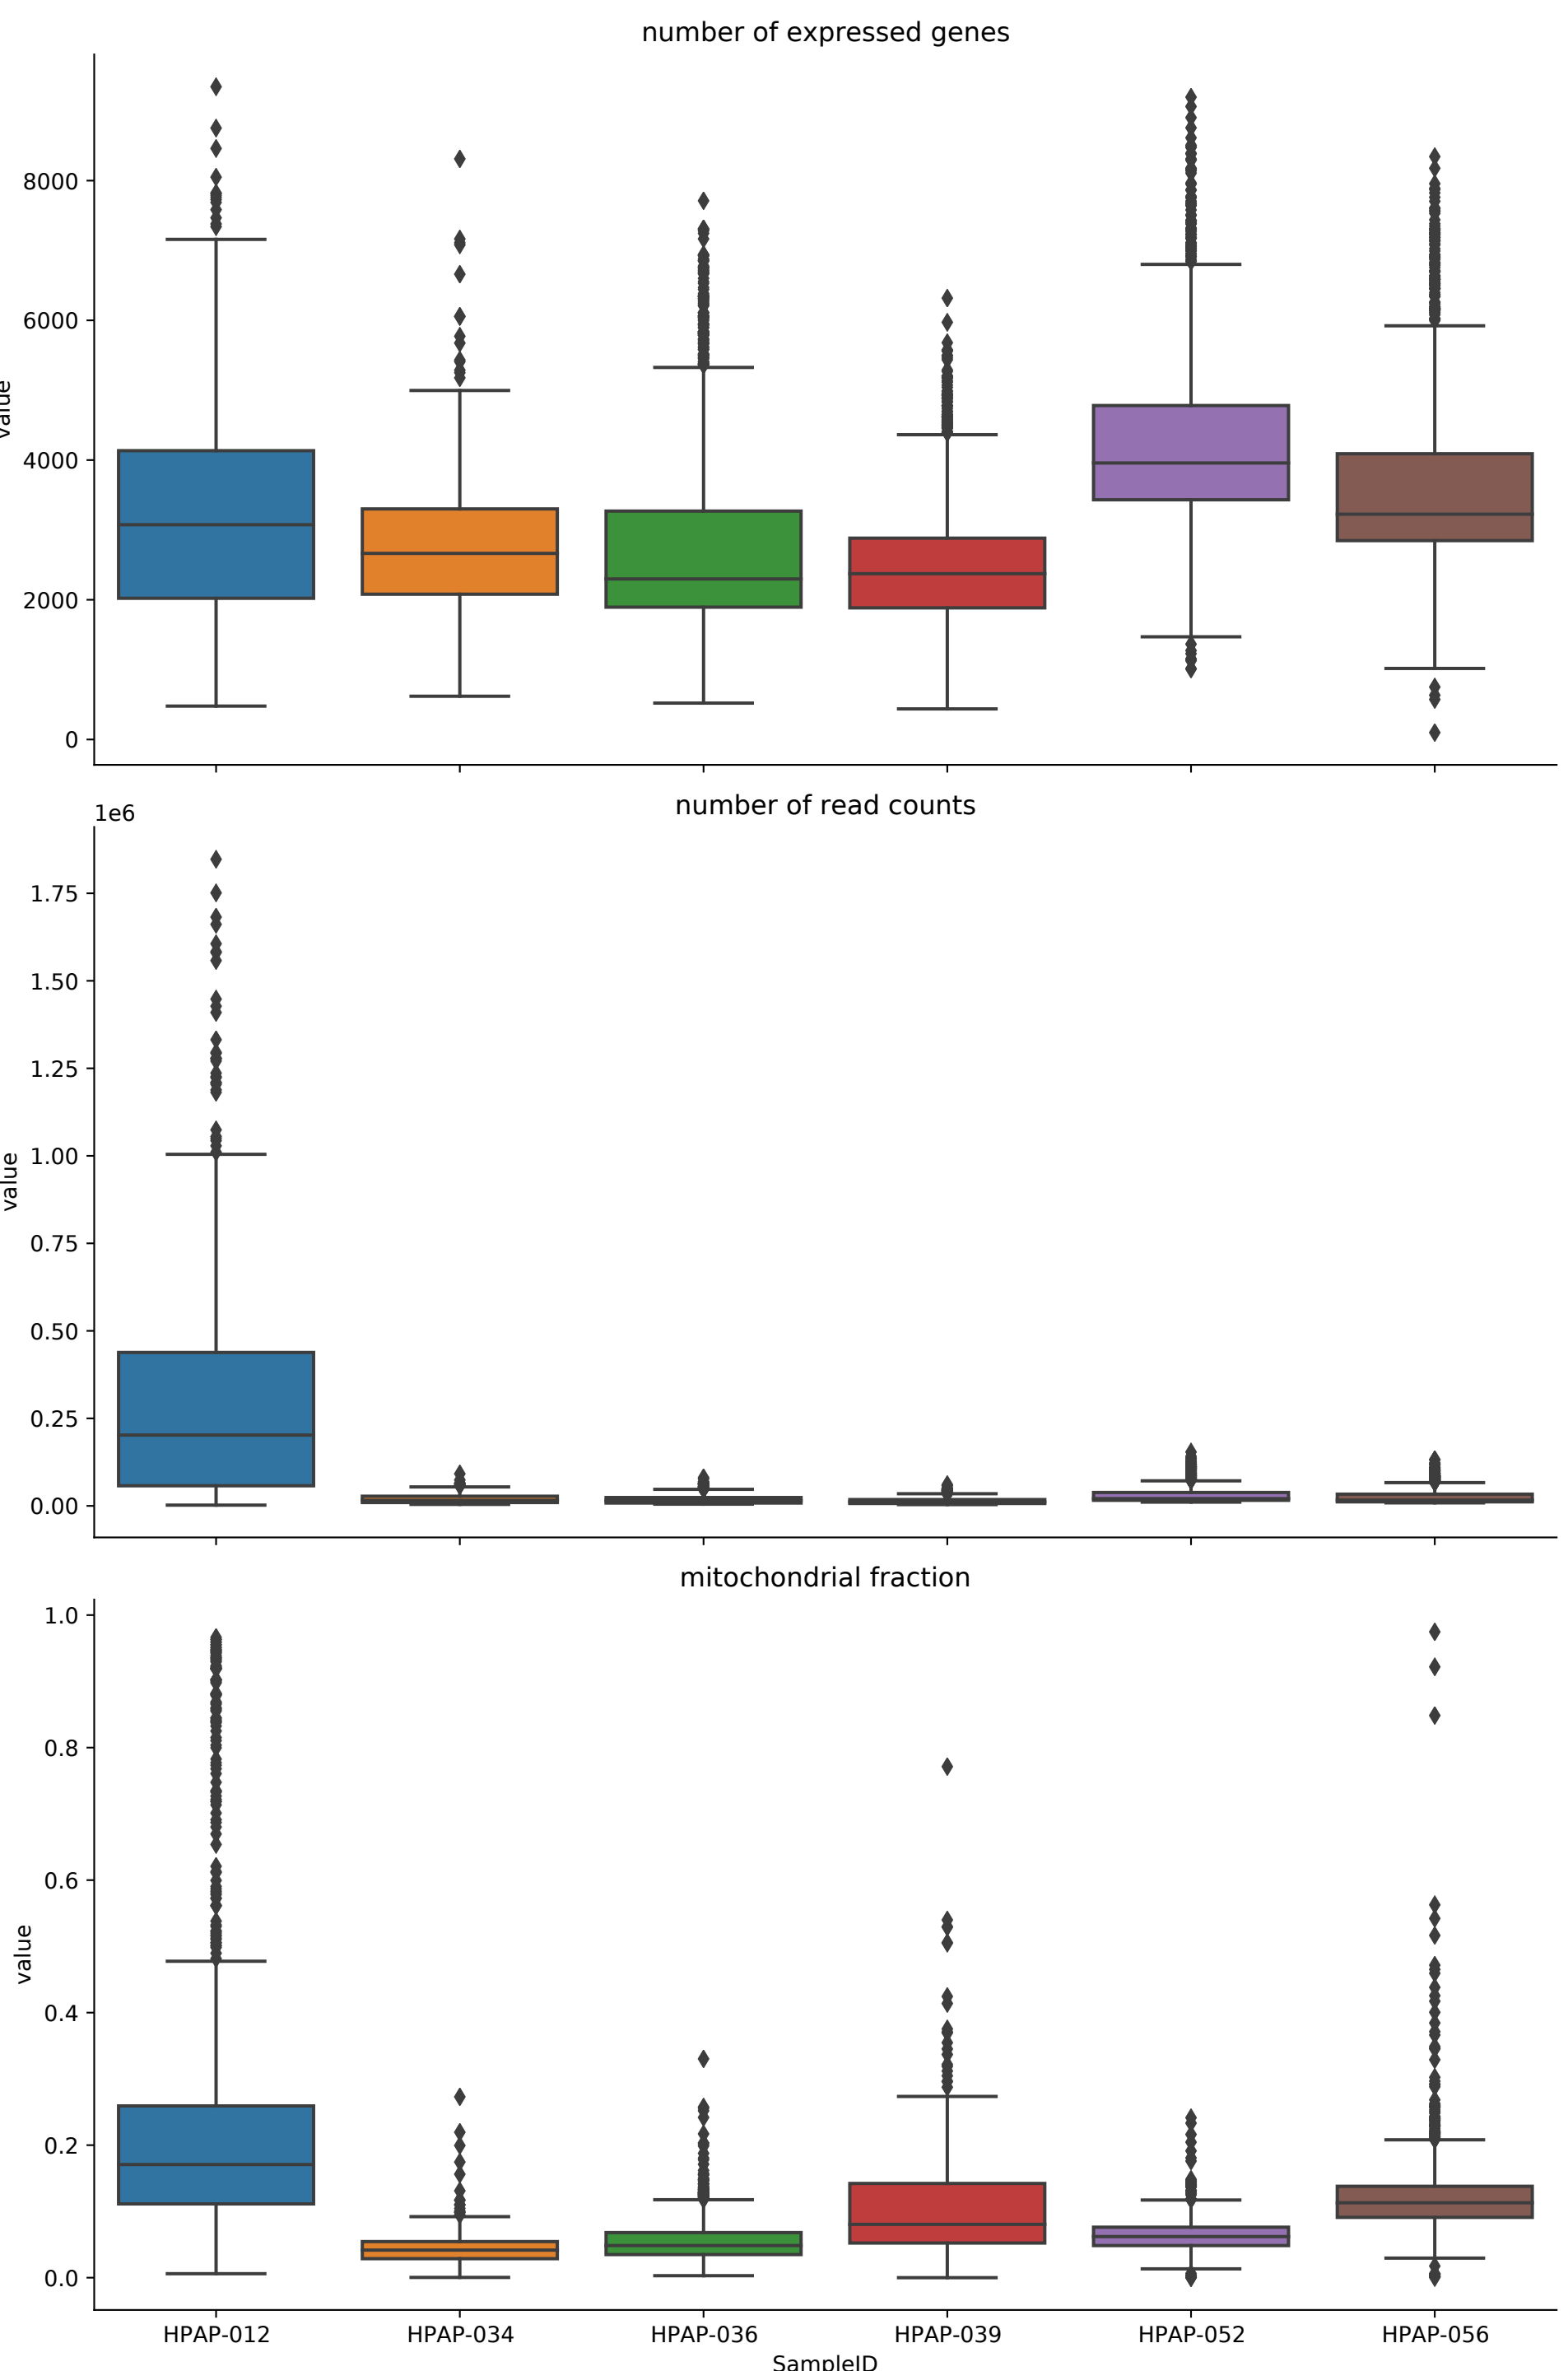 number of expressed genes
8000
6000
value
4000
2000
0
number of read counts
1e6
1.75
1.50
1.25
value
1.00
0.75
0.50
0.25
0.00
mitochondrial fraction
1.0
0.8
0.6
value
0.4
0.2
0.0
HPAP-012 HPAP-034 HPAP-036 HPAP-039 HPAP-052 HPAP-056
SampleID